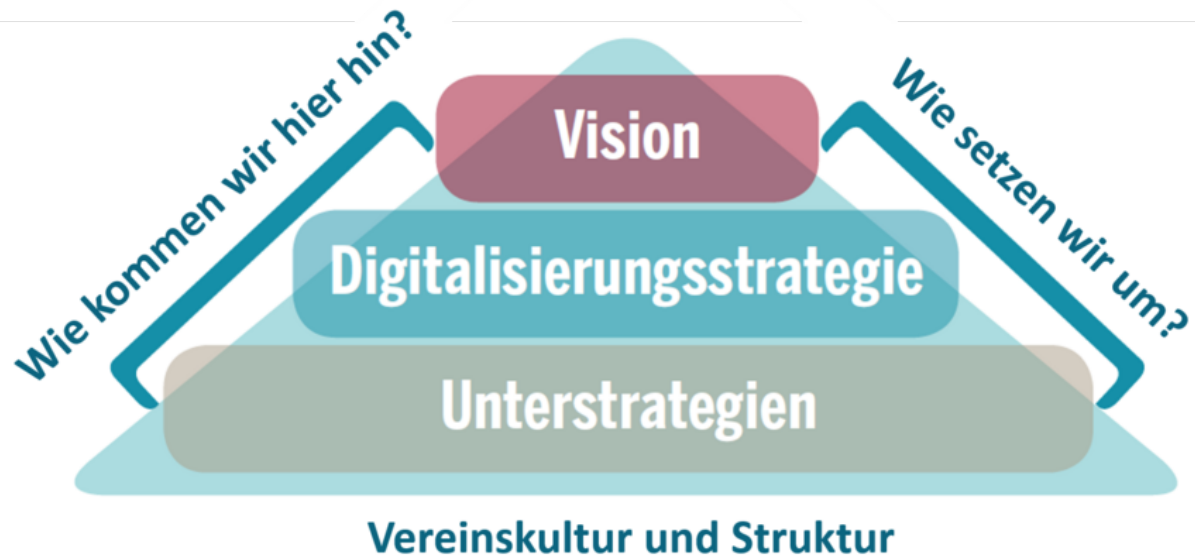 Wie kommen wir hier hin?
Wie setzen wir um?
Vision
Digitalisierungsstrategie
Unterstrategien
Vereinskultur und Struktur